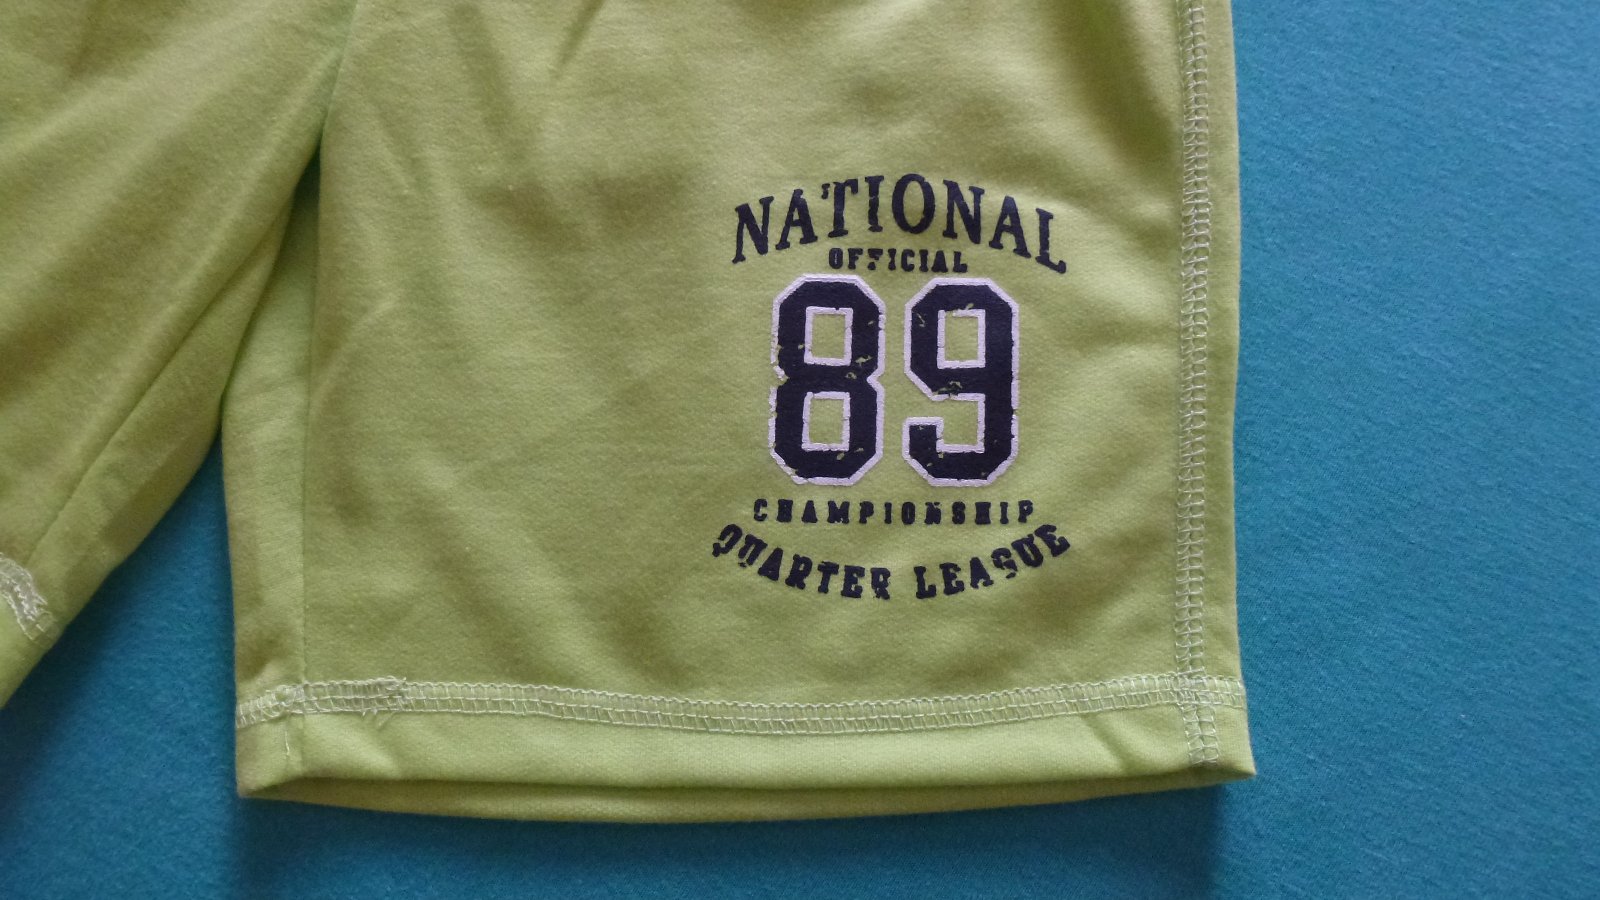 NATIONAL
OFFICIAL
89
CHAMPIONSHIP
QUARTER LEAGUE